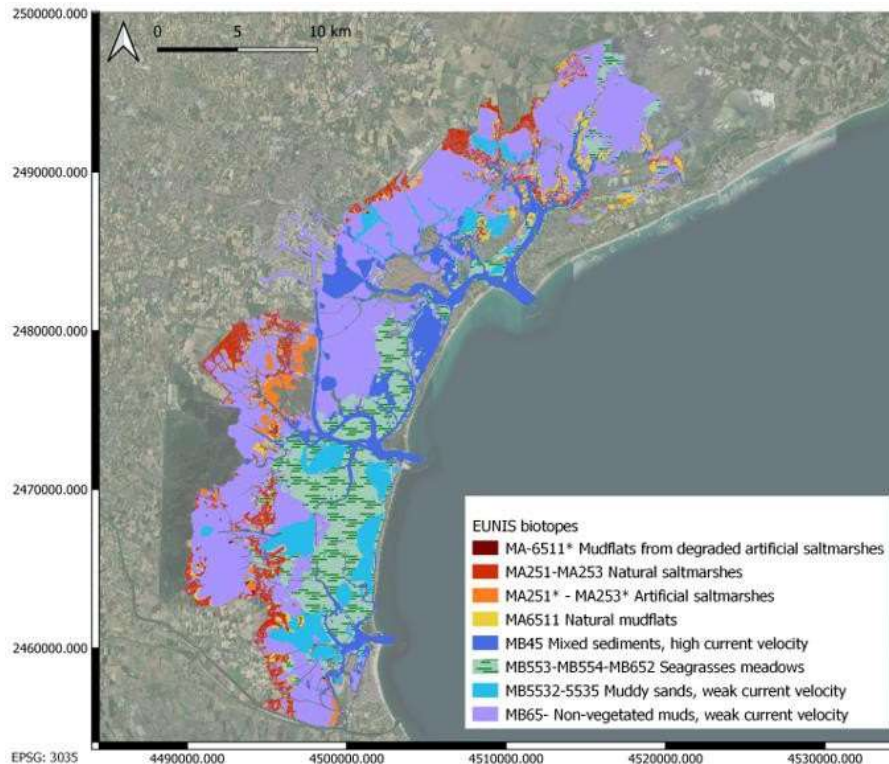 2500000.000
0 5 10 km
2490000.000
2480000.000
2470000.000
2460000.000
EUNIS biotopes
MA-6511* Mudflats from degraded artificial saltmarshes
MA251-MA253 Natural saltmarshes
MA251* - MA253* Artificial saltmarshes
MA6511 Natural mudflats
MB45 Mixed sediments, high current velocity
MB553-MB554-MB652 Seagrasses meadows
MB5532-5535 Muddy sands, weak current velocity
MB65- Non-vegetated muds, weak current velocity
EPSG: 3035
4490000.000 4500000.000 4510000.000 4520000.000 4530000.000